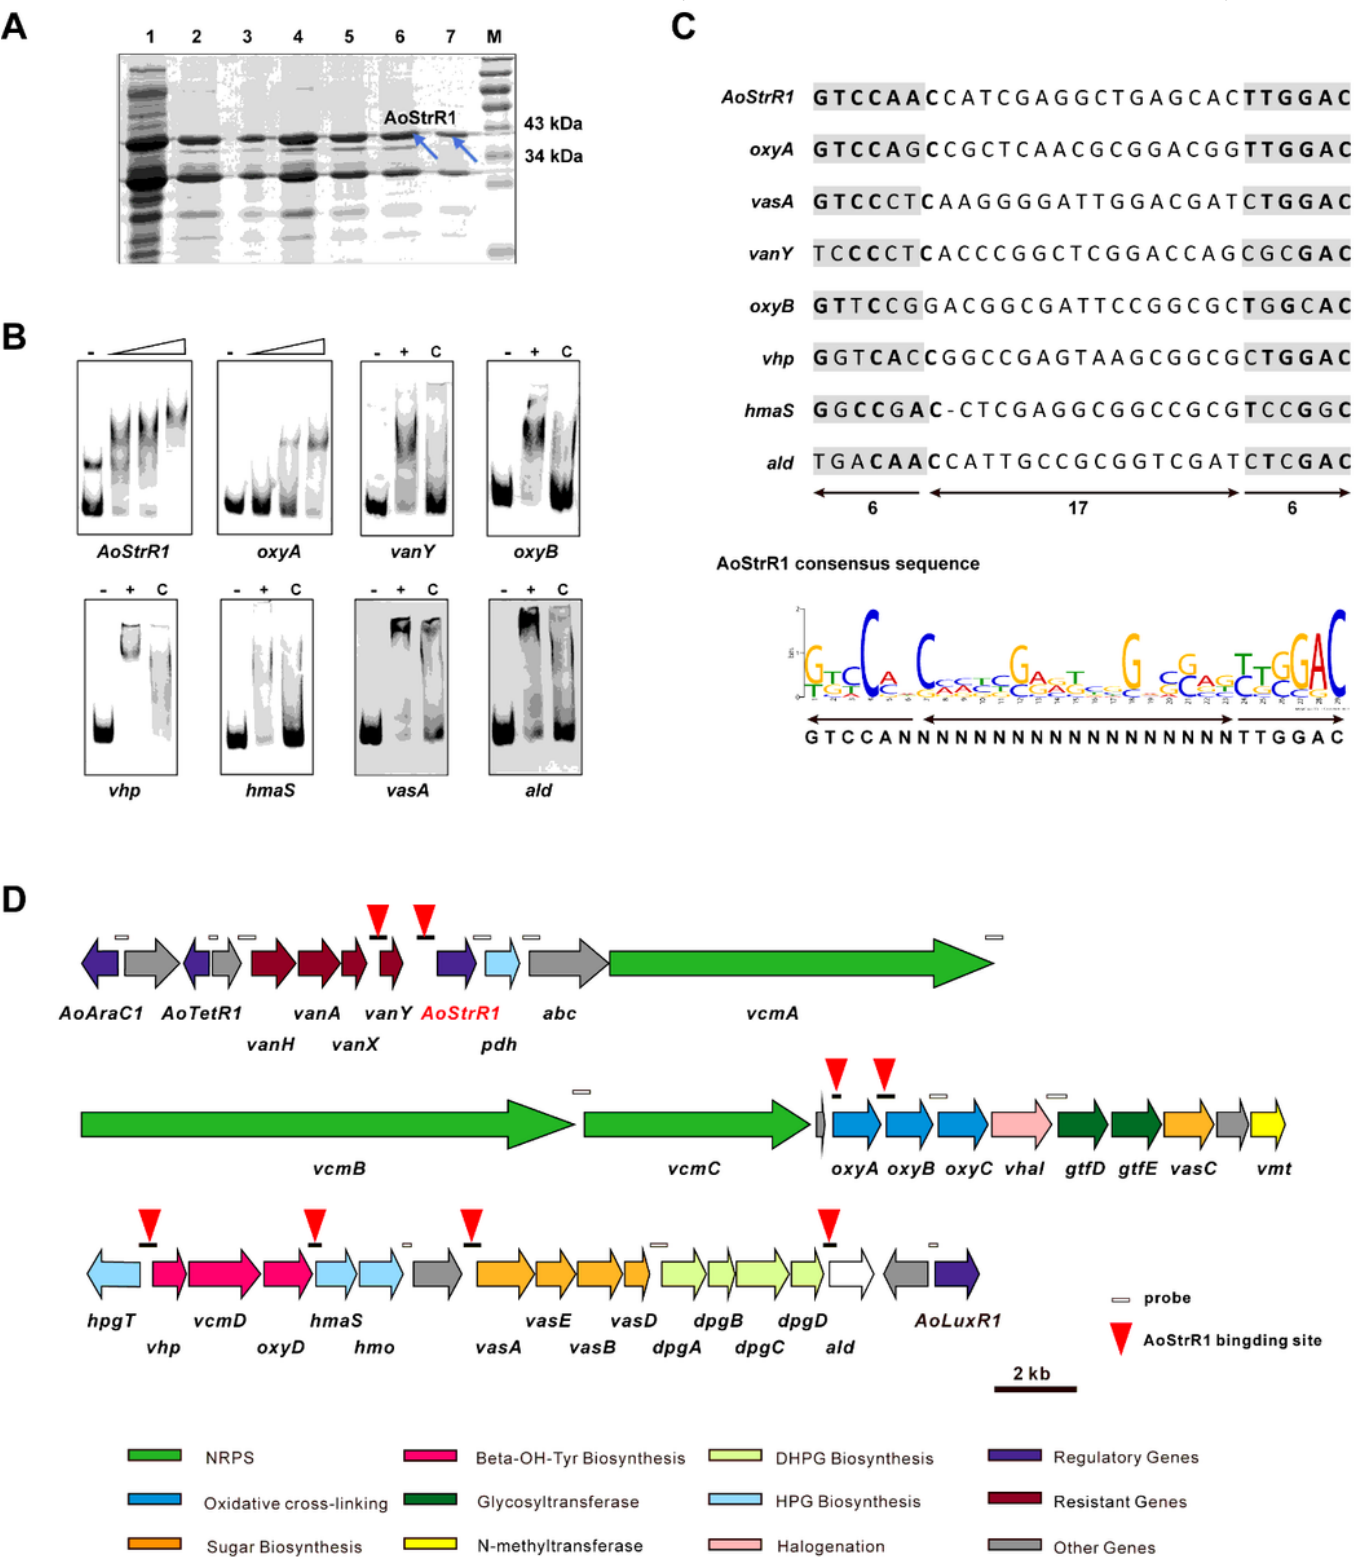 A
1 2 3 4 5 6 7 M
AoStrR1
43 kDa
34 kDa
B
-
-
- + C
- + C
AoStrR1
oxyA
vanY
oxyB
- + C
- + C
- + C
- + C
vhp
hmaS
vasA
ald
C
AoStrR1 GTCCAACCATCGAGGCTGAGCACTTGGAC
oxyA GTCCAGCCGCTCAACGCGGACGGTTGGAC
vasA GTCCCTCAAGGGGATTGGACGATCTGGAC
vanY TCCCCTCACCCGGCTCGGACCAGCGCGAC
oxyB GTTCCGGACGGCGATTCCGGCGCTGGCAC
vhp GGTCACCGGCCGAGTAAGCGGCGCTGGAC
hmaS GGCCGAC-CTCGAGGCGGCCGCGTCCGGC
ald TGACAACCATTGCCGCGGTCGATCTCGAC
6 17 6
AoStrR1 consensus sequence
GTCCANNNNNNNNNNNNNNNNNNTTGGAC
D
AoAraC1 AoTetR1 vanA vanY AoStrR1 abc vcmA
vanH vanX pdh
vcmB vcmC oxyA oxyB oxyC vhal gtfD gtfE vasC vmt
hpgT vcmD hmaS vasE vasD dpgB dpgD AoLuxR1
vhp oxyD hmo vasA vasB dpgA dpgC ald
probe
AoStrR1 bingding site
2 kb
NRPS
Beta-OH-Tyr Biosynthesis
DHPG Biosynthesis
Regulatory Genes
Oxidative cross-linking
Glycosyltransferase
HPG Biosynthesis
Resistant Genes
Sugar Biosynthesis
N-methyltransferase
Halogenation
Other Genes